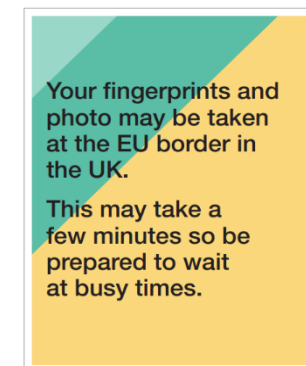 Your fingerprints and
photo may be taken
at the EU border in
the UK.
This may take a
few minutes so be
prepared to wait
at busy times.